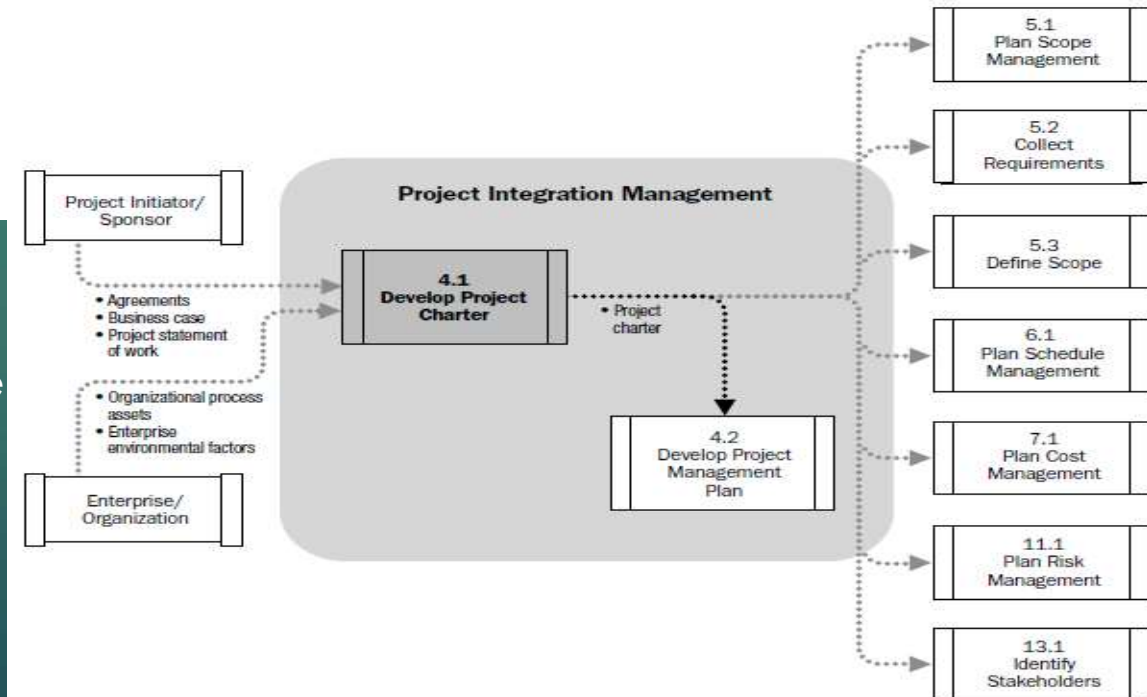 Project Initiator/
Sponsor
• Agreements
• Business case
• Project statement
of work
• Organizational process
assets
• Enterprise
environmental factors
Enterprise/
Organization
Project Integration Management
4.1
Develop Project
Charter
• Project
charter
4.2
Develop Project
Management
Plan
5.1
Plan Scope
Management
5.2
Collect
Requirements
5.3
Define Scope
6.1
Plan Schedule
Management
7.1
Plan Cost
Management
11.1
Plan Risk
Management
13.1
Identify
Stakeholders